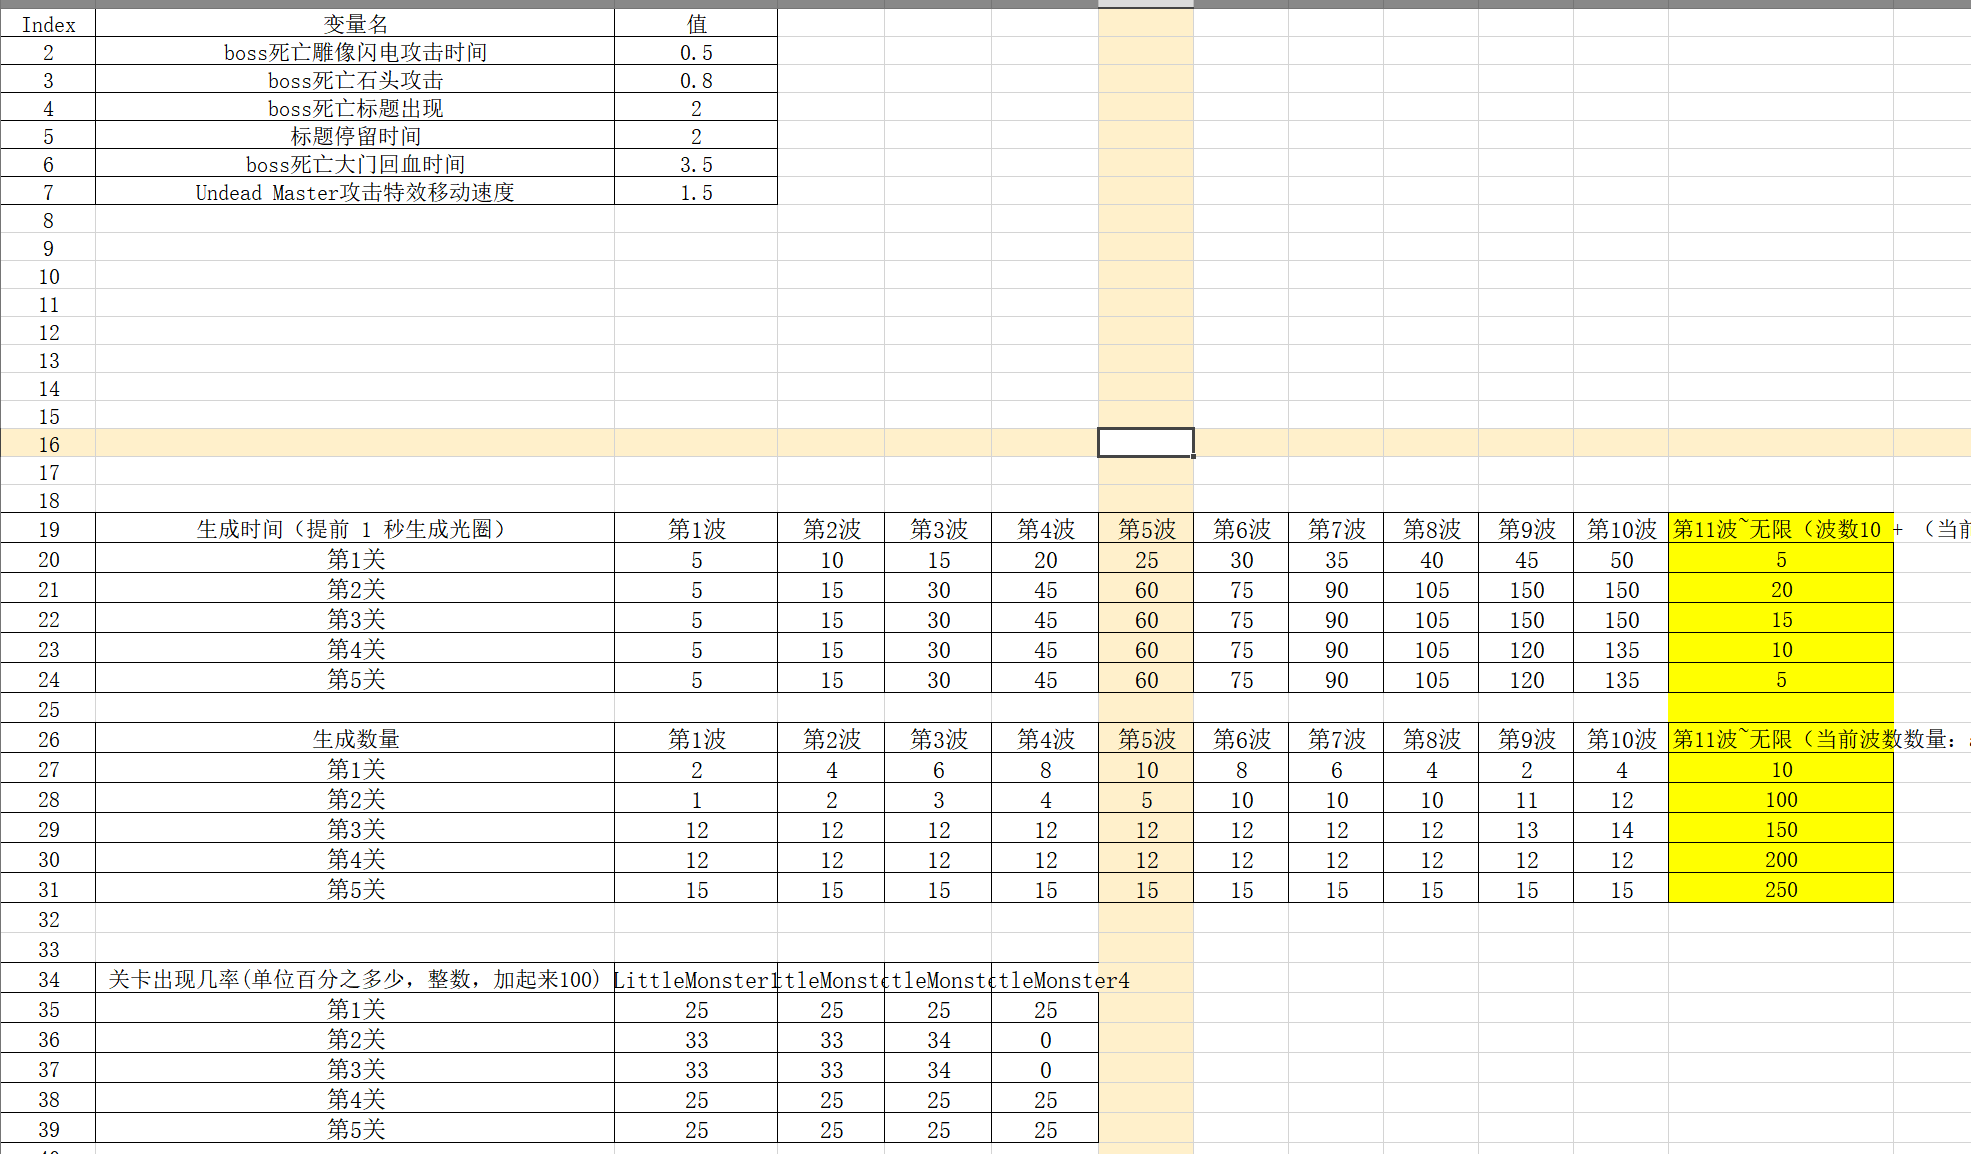 Index 变量名 值
2 boss死亡雕像闪电攻击时间 0.5
3 boss死亡石头攻击 0.8
4 boss死亡标题出现 2
5 标题停留时间 2
6 boss死亡大门回血时间 3.5
7 Undead Master攻击特效移动速度 1.5
8
9
10
11
12
13
14
15
16
17
18
19 生成时间（提前 1 秒生成光圈） 第1波 第2波 第3波 第4波 第5波 第6波 第7波 第8波 第9波 第10波 第11波~无限（波数10 + （当前
20 第1关 5 10 15 20 25 30 35 40 45 50 5
21 第2关 5 15 30 45 60 75 90 105 150 150 20
22 第3关 5 15 30 45 60 75 90 105 150 150 15
23 第4关 5 15 30 45 60 75 90 105 120 135 10
24 第5关 5 15 30 45 60 75 90 105 120 135 5
25
26 生成数量 第1波 第2波 第3波 第4波 第5波 第6波 第7波 第8波 第9波 第10波 第11波~无限（当前波数数量：
27 第1关 2 4 6 8 10 8 6 4 2 4 10
28 第2关 1 2 3 4 5 10 10 10 11 12 100
29 第3关 12 12 12 12 12 12 12 12 13 14 150
30 第4关 12 12 12 12 12 12 12 12 12 12 200
31 第5关 15 15 15 15 15 15 15 15 15 15 250
32
33
34 关卡出现几率(单位百分之多少，整数，加起来100) LittleMonster1 ttleMonst ctleMonst ctleMonster4
35 第1关 25 25 25 25
36 第2关 33 33 34 0
37 第3关 33 33 34 0
38 第4关 25 25 25 25
39 第5关 25 25 25 25